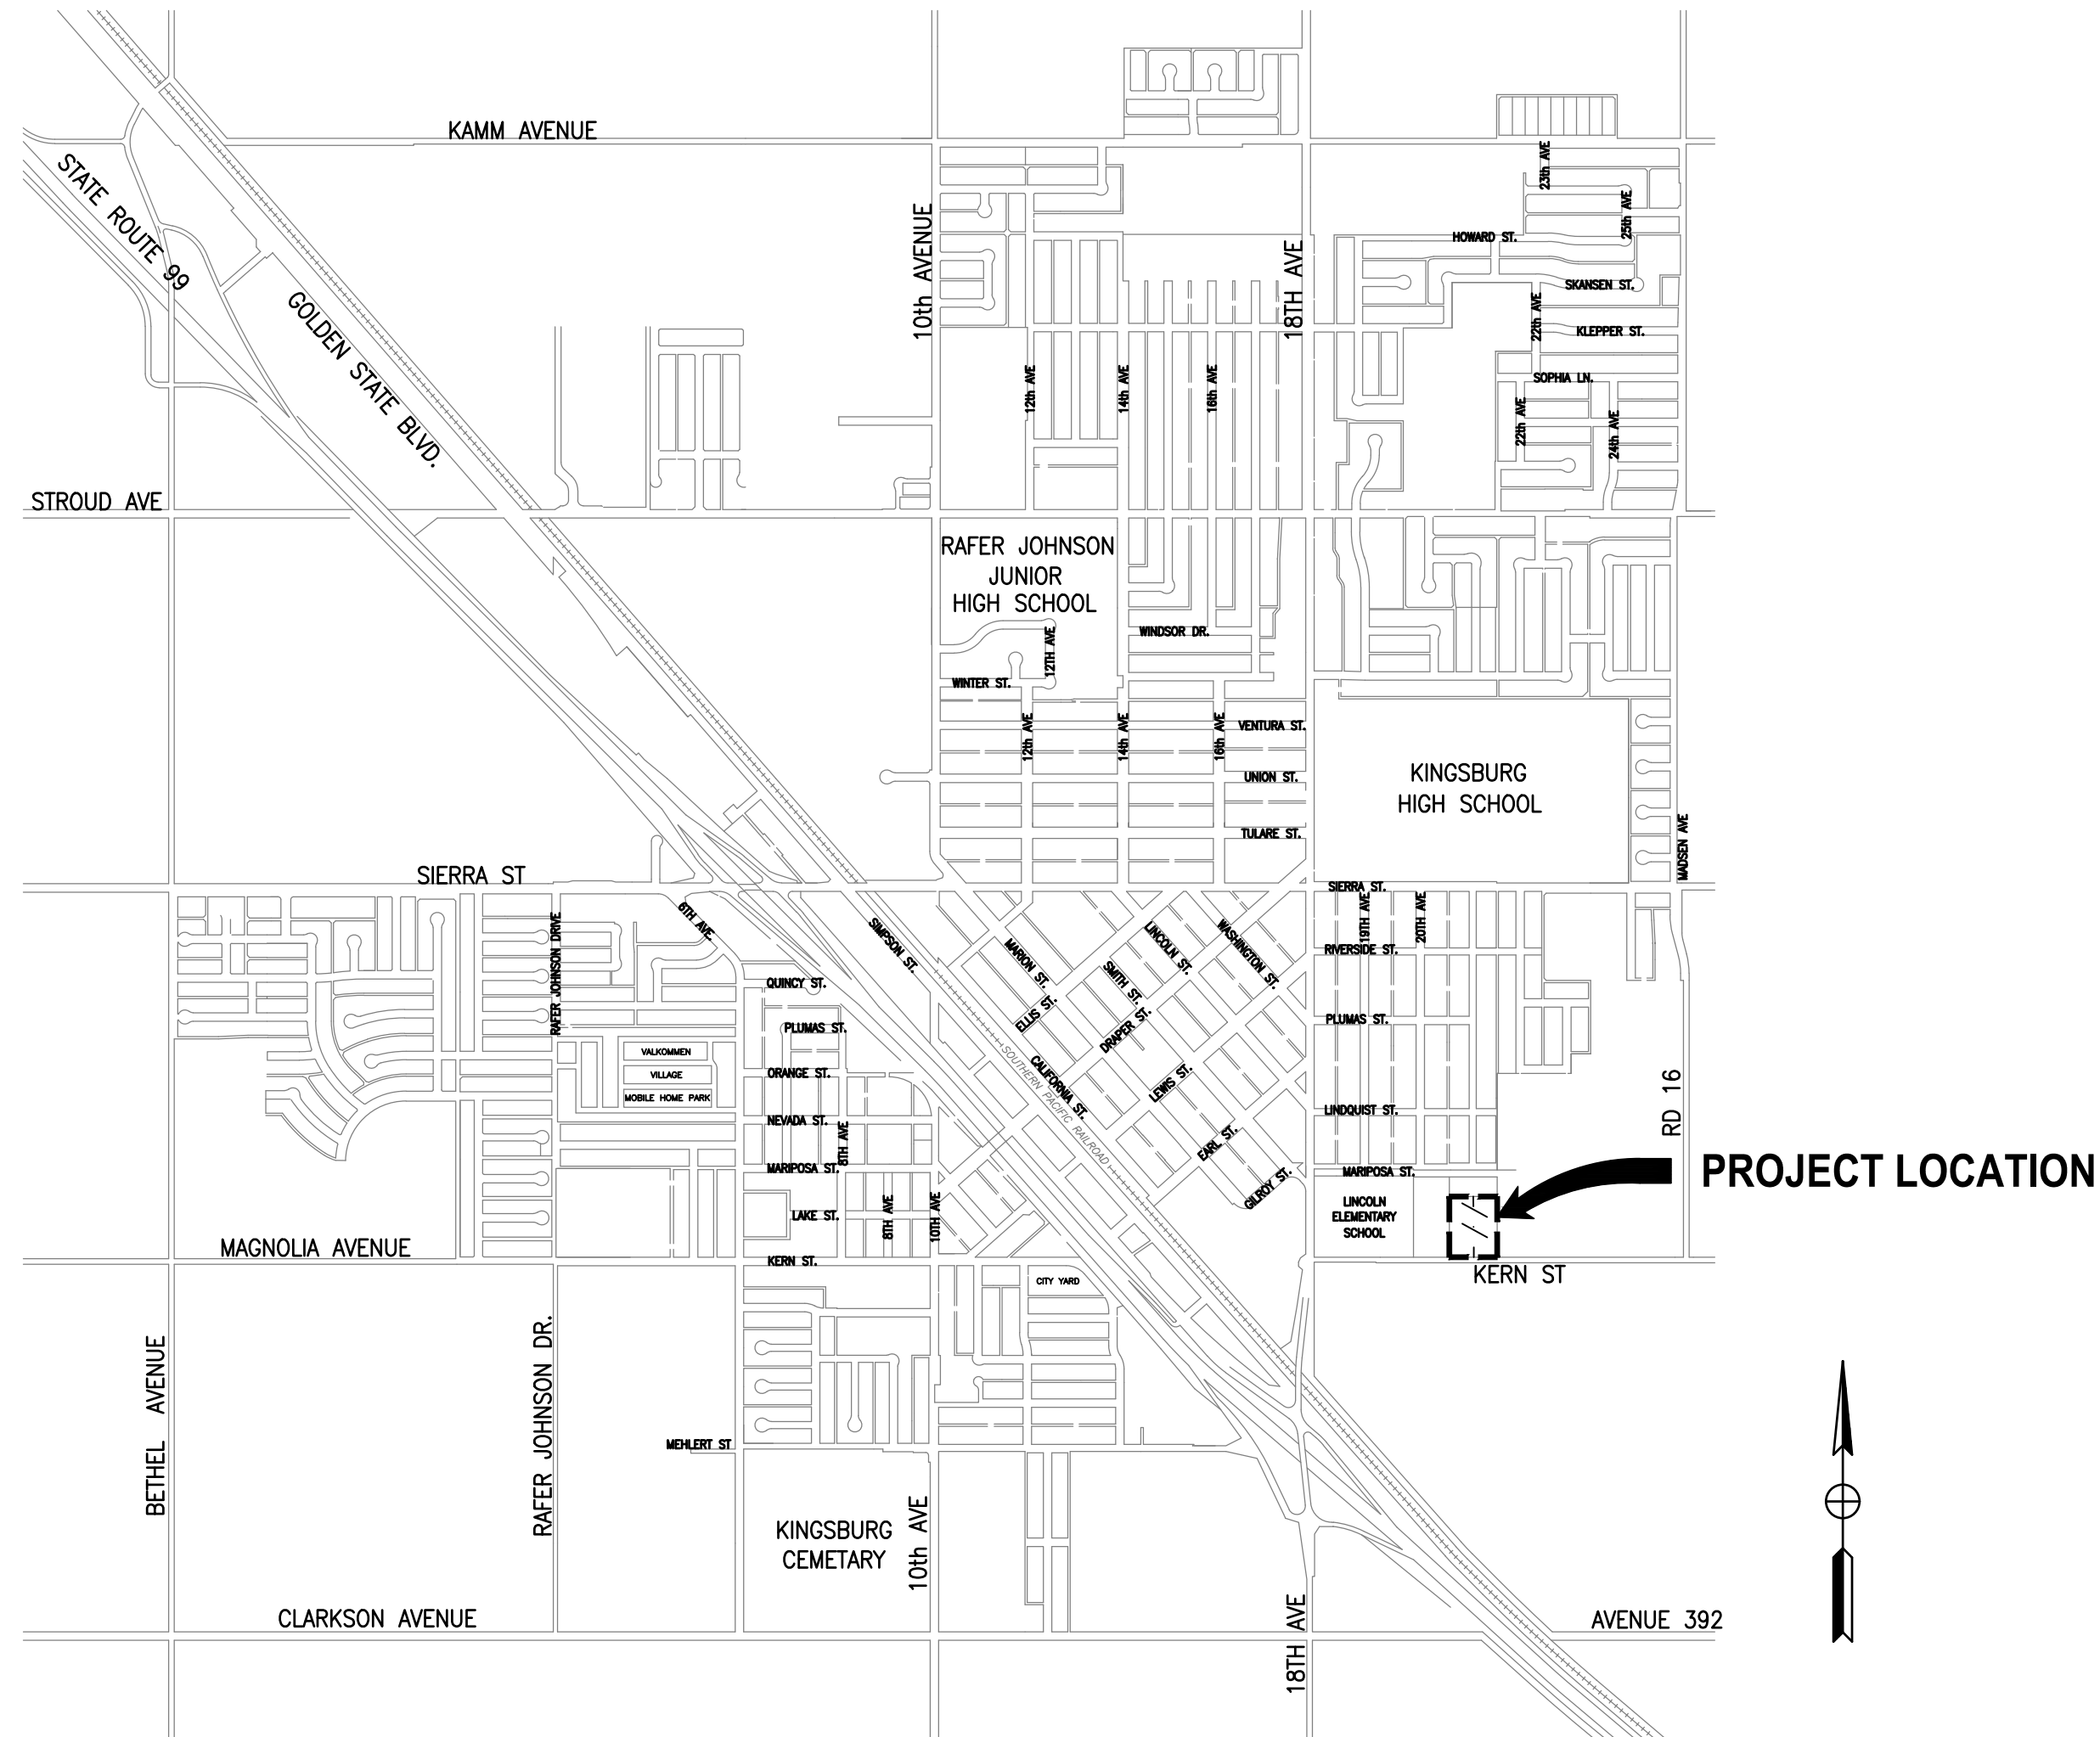 KAMM AVENUE
STATE ROUTE 99
GOLDEN STATE BLVD.
10th AVENUE
18TH AVE
23th AVE
25th AVE
HOWARD ST.
SKANSEN ST.
22th AVE
KLEPPER ST.
SOPHIA LN.
12th AVE
14th AVE
16th AVE
22th AVE
24th AVE
STROUD AVE
RAFER JOHNSON
JUNIOR
HIGH SCHOOL
12TH AVE
WINDSOR DR.
WINTER ST.
12th AVE
14th AVE
16th AVE
VENTURA ST.
UNION ST.
TULARE ST.
KINGSBURG
HIGH SCHOOL
MADSEN AVE
SIERRA ST
SIERRA ST.
6TH AVE.
SIMPSON ST.
RAFER JOHNSON DRIVE
MARION ST.
LINCOLN ST.
WASHINGTON ST.
19TH AVE
20TH AVE
RIVERSIDE ST.
QUINCY ST.
SMITH ST.
ELLIS ST.
DRAPER ST.
PLUMAS ST.
PLUMAS ST.
VALKOMMEN
VILLAGE
MOBILE HOME PARK
ORANGE ST.
SOUTHERN PACIFIC RAILROAD
CALIFORNIA ST.
LEWIS ST.
NEVADA ST.
8TH AVE
LINDQUIST ST.
RD 16
EARL ST.
MARIPOSA ST.
MARIPOSA ST.
PROJECT LOCATION
GILROY ST.
8TH AVE
10TH AVE
LAKE ST.
LINCOLN
ELEMENTARY
SCHOOL
MAGNOLIA AVENUE
KERN ST.
KERN ST
CITY YARD
BETHEL AVENUE
RAFER JOHNSON DR.
MEHLERT ST
KINGSBURG
CEMETARY
10th AVE
CLARKSON AVENUE
18TH AVE
AVENUE 392